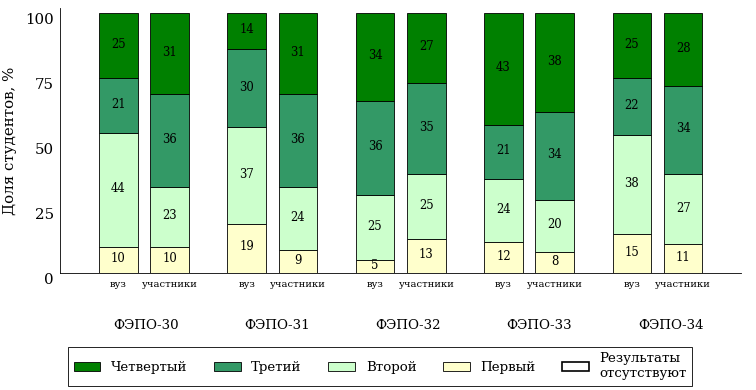 100
75
50
25
0
Доля студентов, %
25 31 14 31 34 27 43 38 25 28
21 36 30 36 36 35 21 34 22 34
44 23 37 24 25 25 24 20 38 27
10 10 19 9 5 13 12 8 15 11
вуз участники вуз участники вуз участники вуз участники вуз участники
ФЭПО-30 ФЭПО-31 ФЭПО-32 ФЭПО-33 ФЭПО-34
Четвертый Третий Второй Первый Результаты
отсутствуют